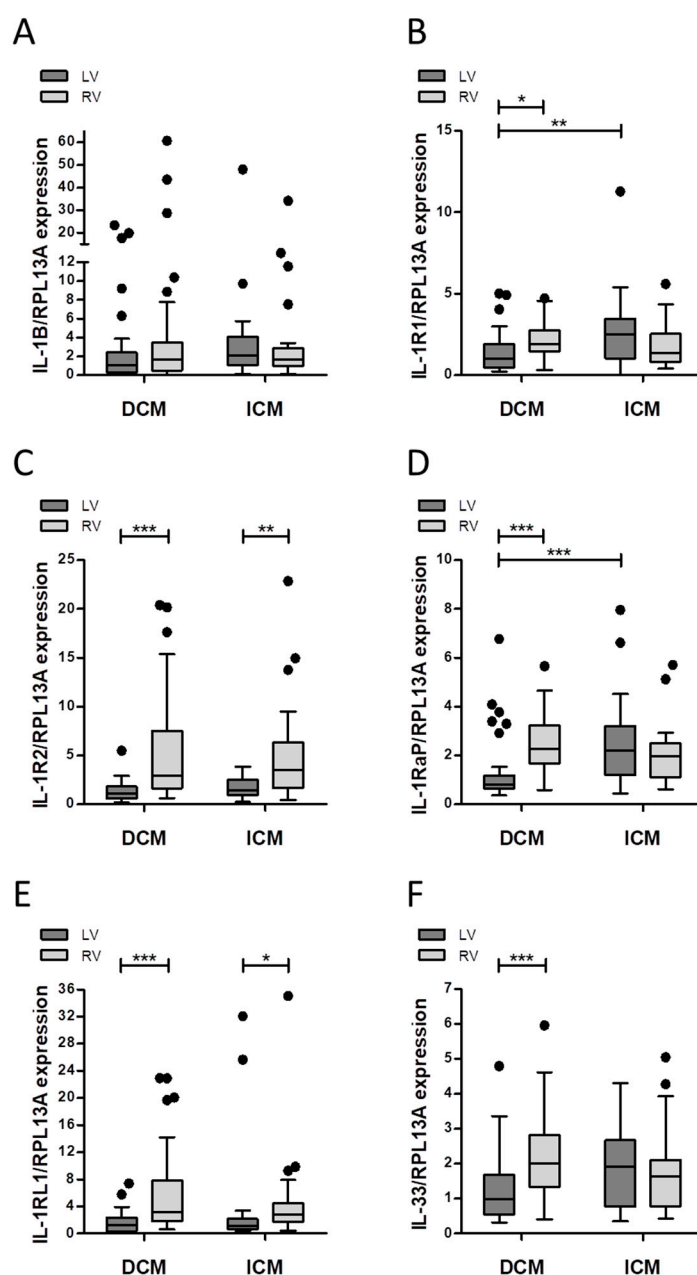 A
LV
RV
IL-1B/RPL13A expression
60
50
40
30
20
12
10
8
6
4
2
0
DCM ICM
B
LV
RV
*
**
IL-1R1/RPL13A expression
15
10
5
0
DCM ICM
C
LV
RV
*** **
IL-1R2/RPL13A expression
25
20
15
10
5
0
DCM ICM
D
LV
RV
***
***
IL-1RaP/RPL13A expression
10
8
6
4
2
0
DCM ICM
E
LV
RV
*** *
IL-1RL1/RPL13A expression
36
32
28
24
20
16
12
8
4
0
DCM ICM
F
LV
RV
***
IL-33/RPL13A expression
7
6
5
4
3
2
1
0
DCM ICM